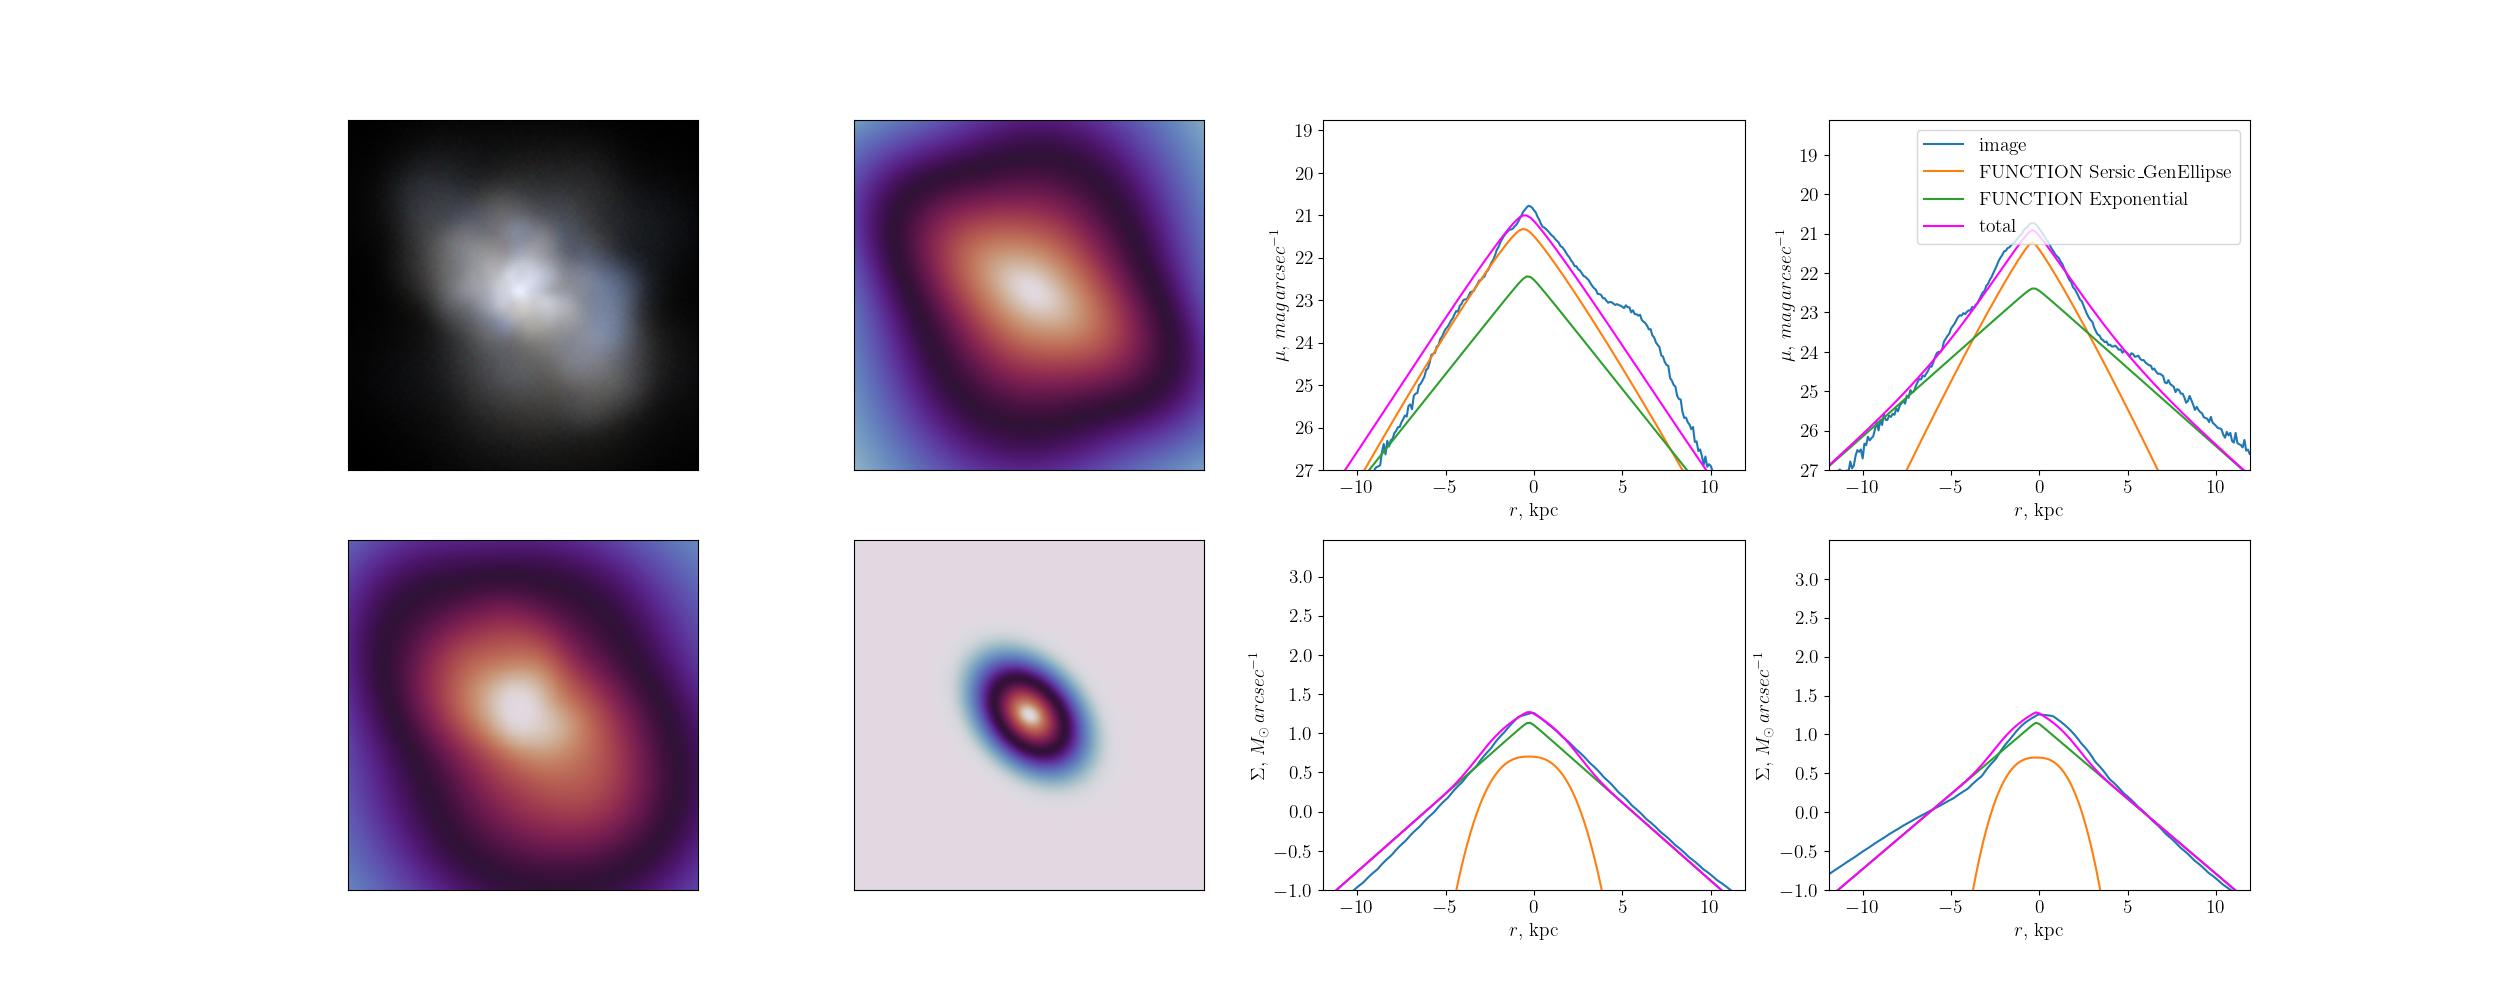 19
20
21
22
23
24
25
26
27
μ, mag arcsec⁻¹
−10 −5 0 5 10
r, kpc
19
20
21
22
23
24
25
26
27
μ, mag arcsec⁻¹
image
FUNCTION Sersic_GenEllipse
FUNCTION Exponential
total
−10 −5 0 5 10
r, kpc
3.0
2.5
2.0
1.5
1.0
0.5
0.0
−0.5
−1.0
Σ, M⊙ arcsec⁻¹
−10 −5 0 5 10
r, kpc
3.0
2.5
2.0
1.5
1.0
0.5
0.0
−0.5
−1.0
Σ, M⊙ arcsec⁻¹
−10 −5 0 5 10
r, kpc